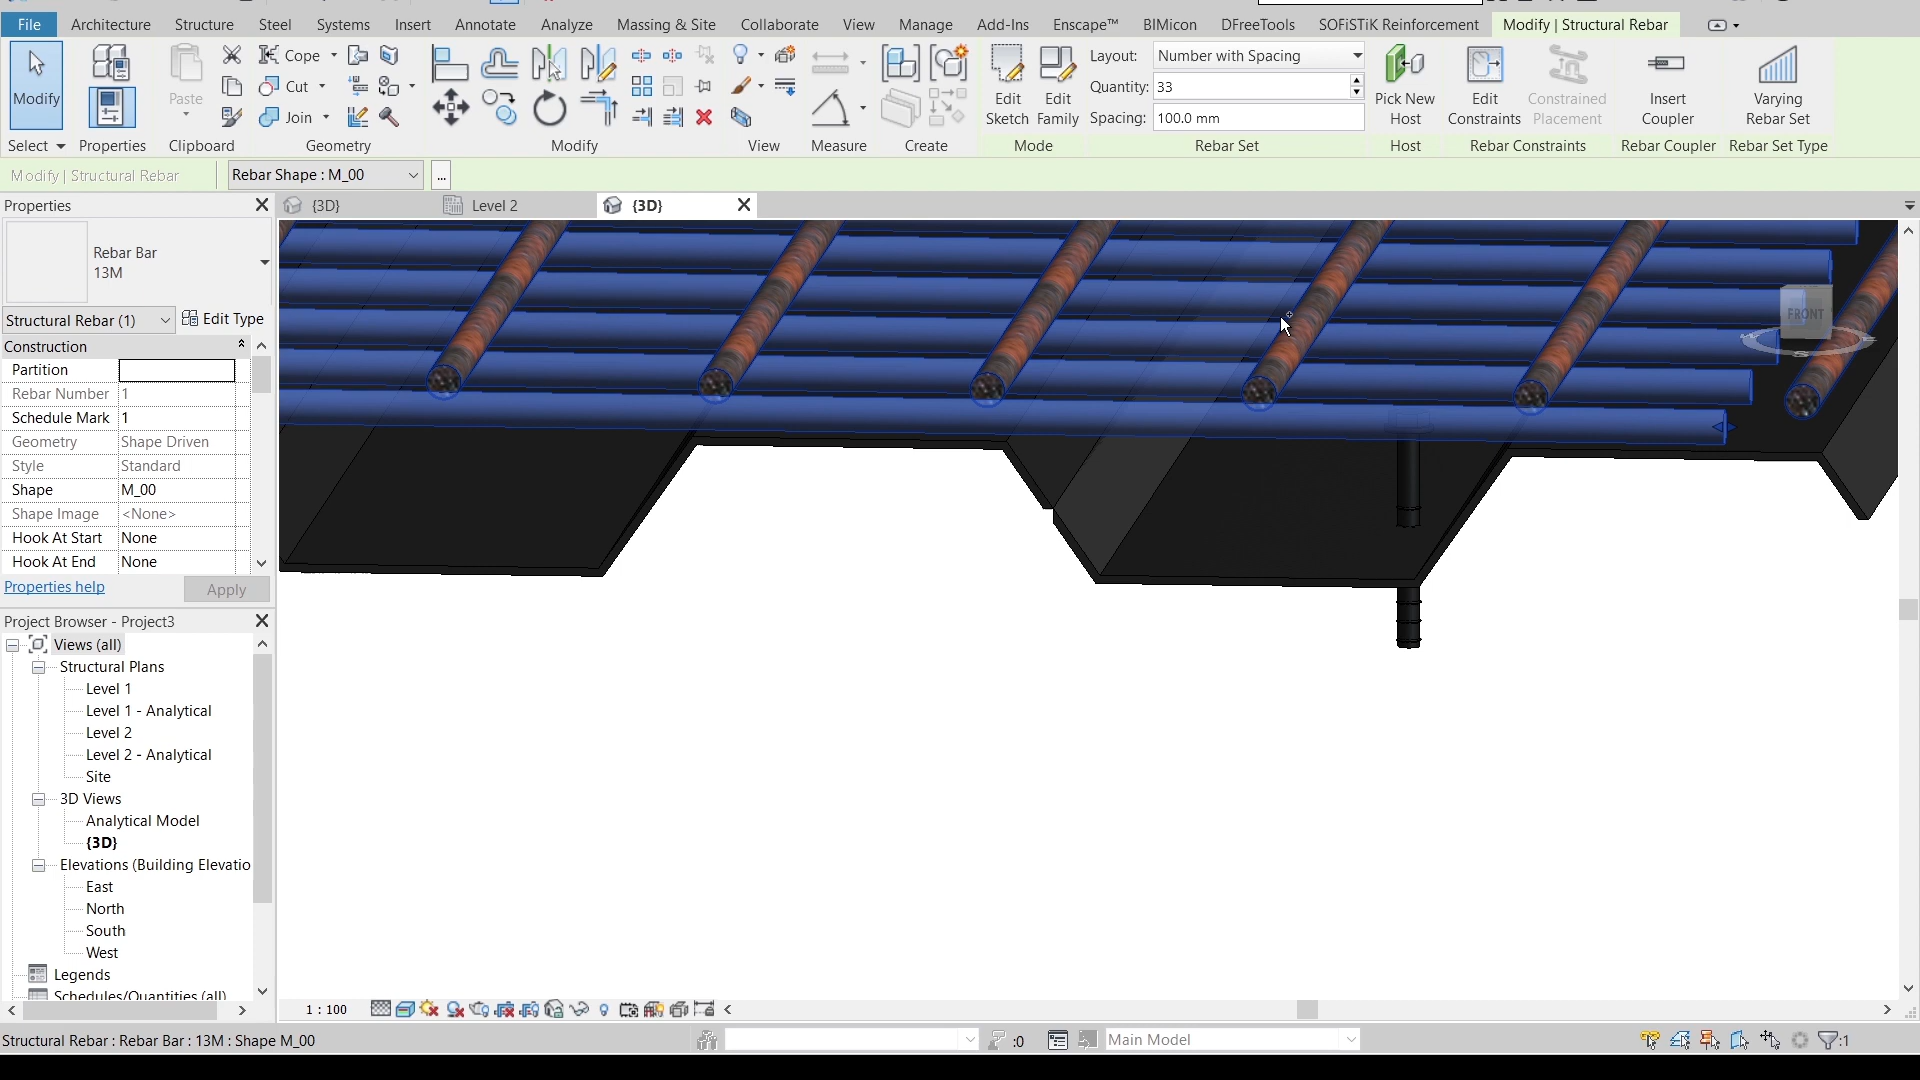 File Architecture Structure Steel Systems Insert Annotate Analyze Massing & Site Collaborate View Manage Add-Ins Enscape™ BIMicon DFreeTools SOFiSTiK Reinforcement Modify | Structural Rebar
Modify
Select
Properties
Paste
Clipboard
Cope
Cut
Join
Geometry
Modify
View
Measure
Create
Edit Sketch
Edit Family
Mode
Layout: Number with Spacing
Quantity: 33
Spacing: 100.0 mm
Rebar Set
Pick New Host
Host
Edit Constraints
Constrained Placement
Rebar Constraints
Insert Coupler
Rebar Coupler
Varying Rebar Set
Rebar Set Type
Modify | Structural Rebar
Rebar Shape : M_00
...
Properties
{3D}
Level 2
{3D}
Rebar Bar
13M
Structural Rebar (1)
Edit Type
Construction
Partition
Rebar Number 1
Schedule Mark 1
Geometry Shape Driven
Style Standard
Shape M_00
Shape Image <None>
Hook At Start None
Hook At End None
Properties help
Apply
FRONT
S
Project Browser - Project3
Views (all)
Structural Plans
Level 1
Level 1 - Analytical
Level 2
Level 2 - Analytical
Site
3D Views
Analytical Model
{3D}
Elevations (Building Elevatio
East
North
South
West
Legends
Schedules/Quantities (all)
1 : 100
Structural Rebar : Rebar Bar : 13M : Shape M_00
:0
Main Model
:1